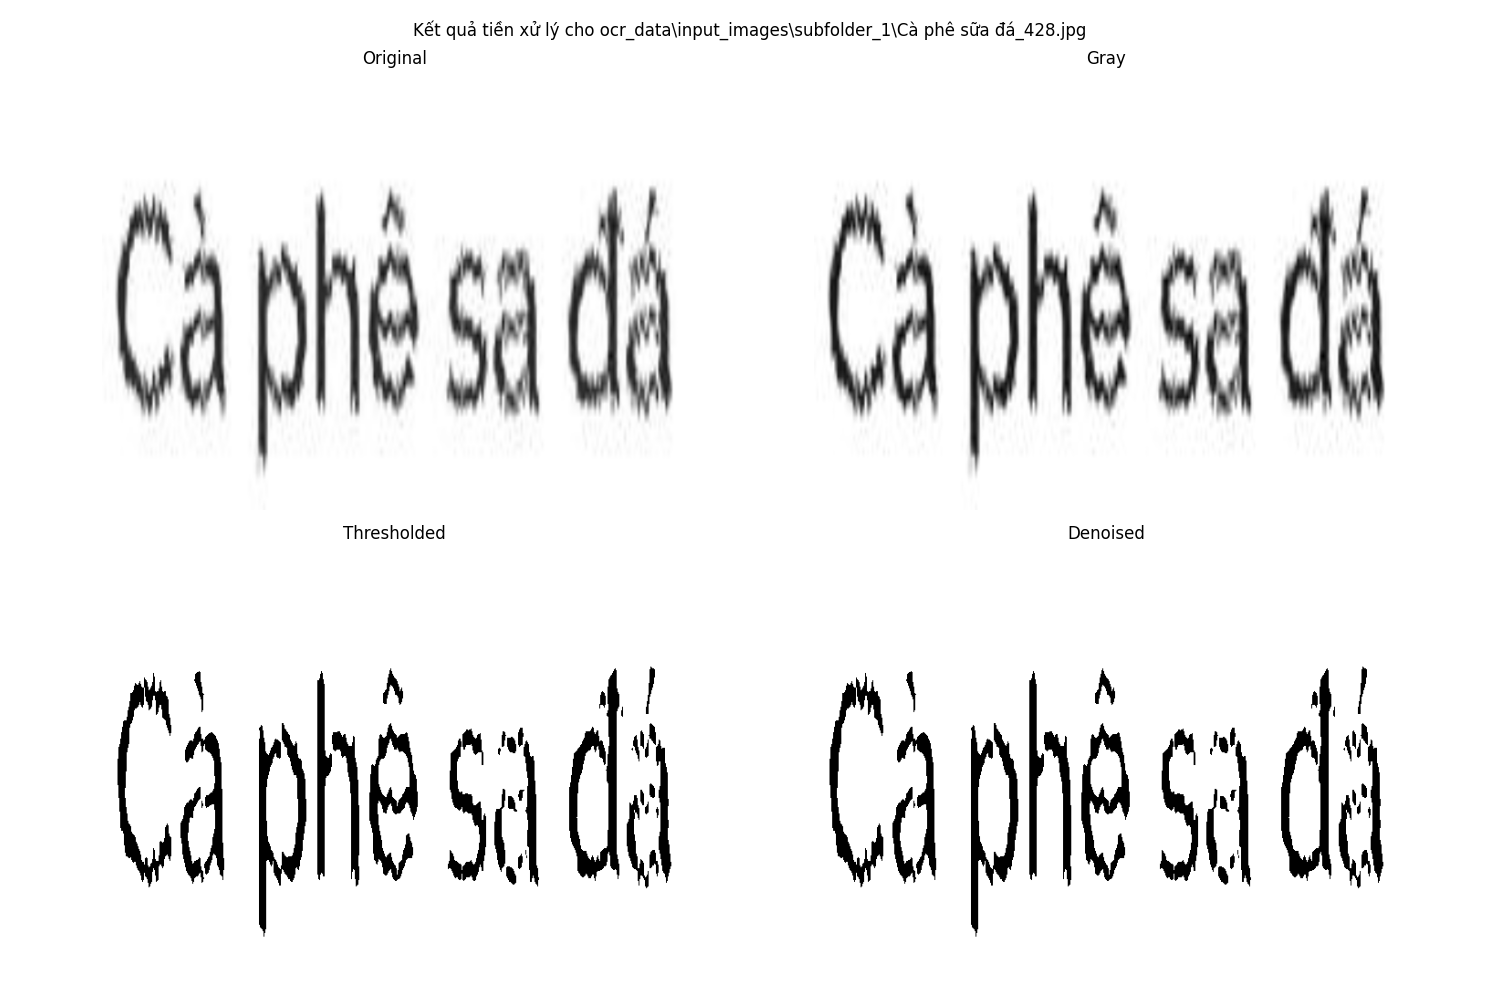 Kết quả tiền xử lý cho ocr_data\input_images\subfolder_1\Cà phê sữa đá_428.jpg
Original
Cà phê sa đá
Gray
Cà phê sa đá
Thresholded
Cà phê sa đá
Denoised
Cà phê sa đá